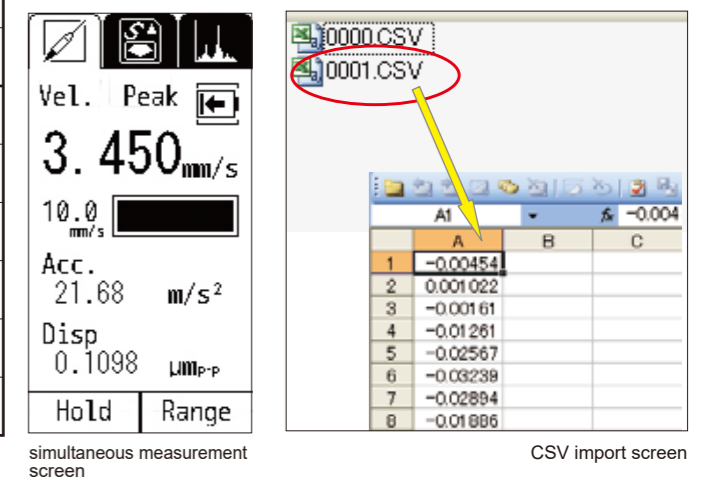 S
Vel. Peak
3.450mm/s
10.0
mm/s
Acc.
21.68 m/s²
Disp
0.1098 µmP-P
Hold Range
simultaneous measurement
screen
0000.CSV
0001.CSV
A1 fx -0.004
A B C
1 -0.00454
2 0.001022
3 -0.00161
4 -0.01261
5 -0.02567
6 -0.03239
7 -0.02894
8 -0.01886
CSV import screen